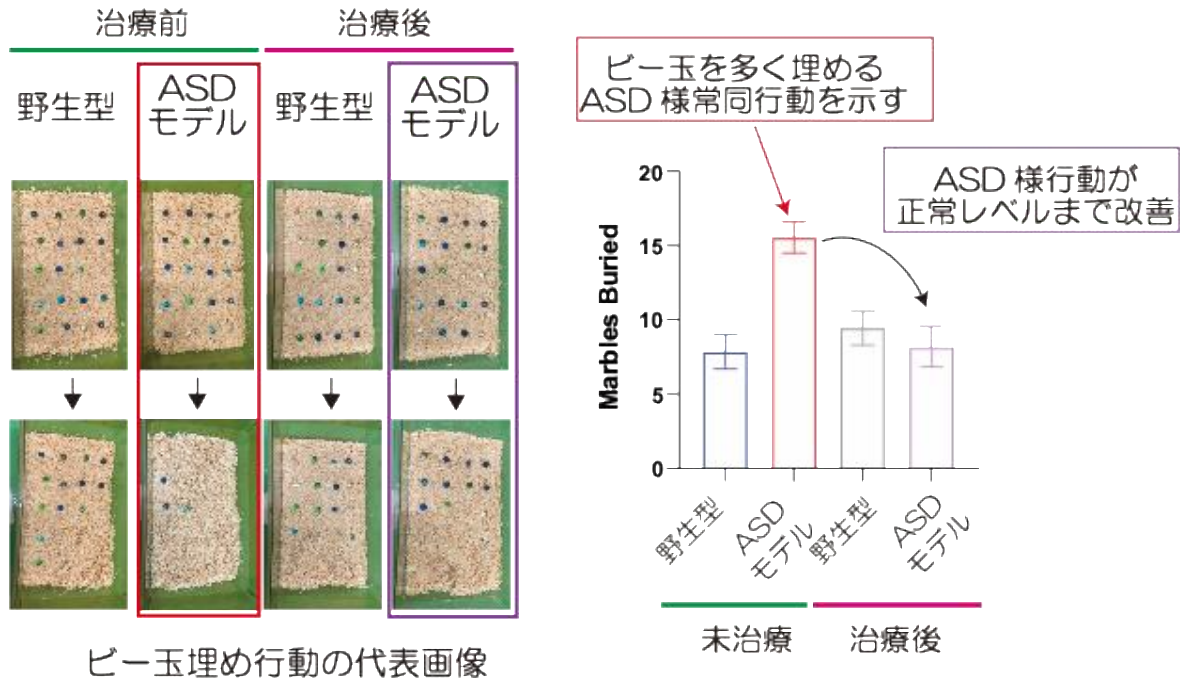 治療前
治療後
野生型
ASD
モデル
野生型
ASD
モデル
ビー玉埋め行動の代表画像
ビー玉を多く埋める
ASD 様常同行動を示す
ASD 様行動が
正常レベルまで改善
Marbles Buried
20
15
10
5
0
野生型
ASD
モデル
野生型
ASD
モデル
未治療
治療後